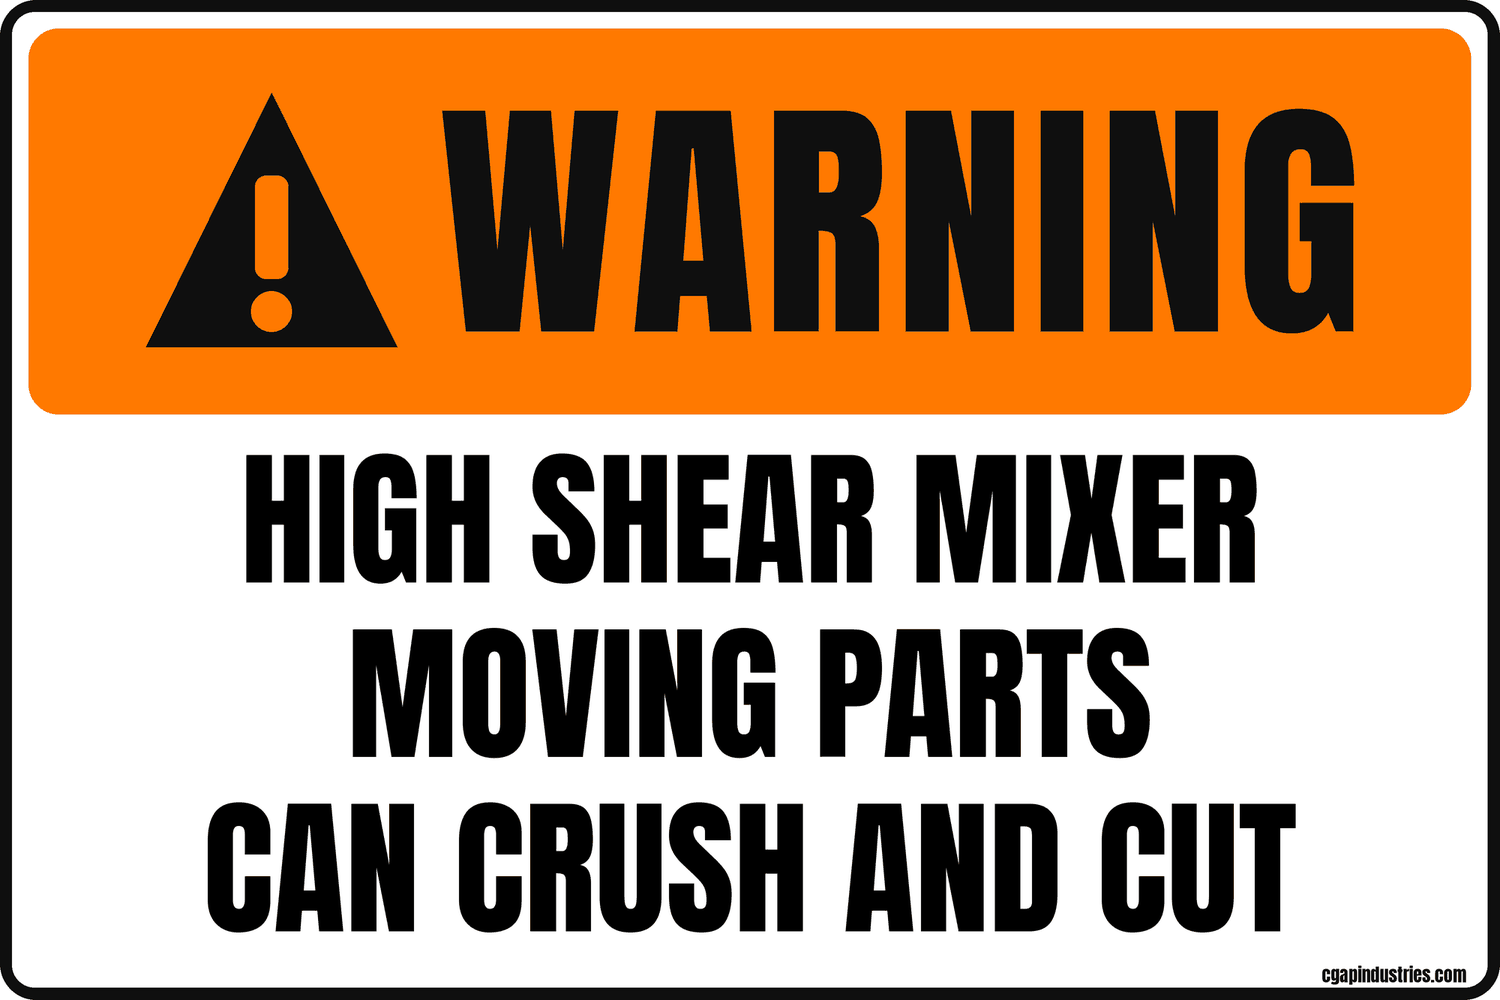 WARNING
HIGH SHEAR MIXER
MOVING PARTS
CAN CRUSH AND CUT
cgapindustries.com